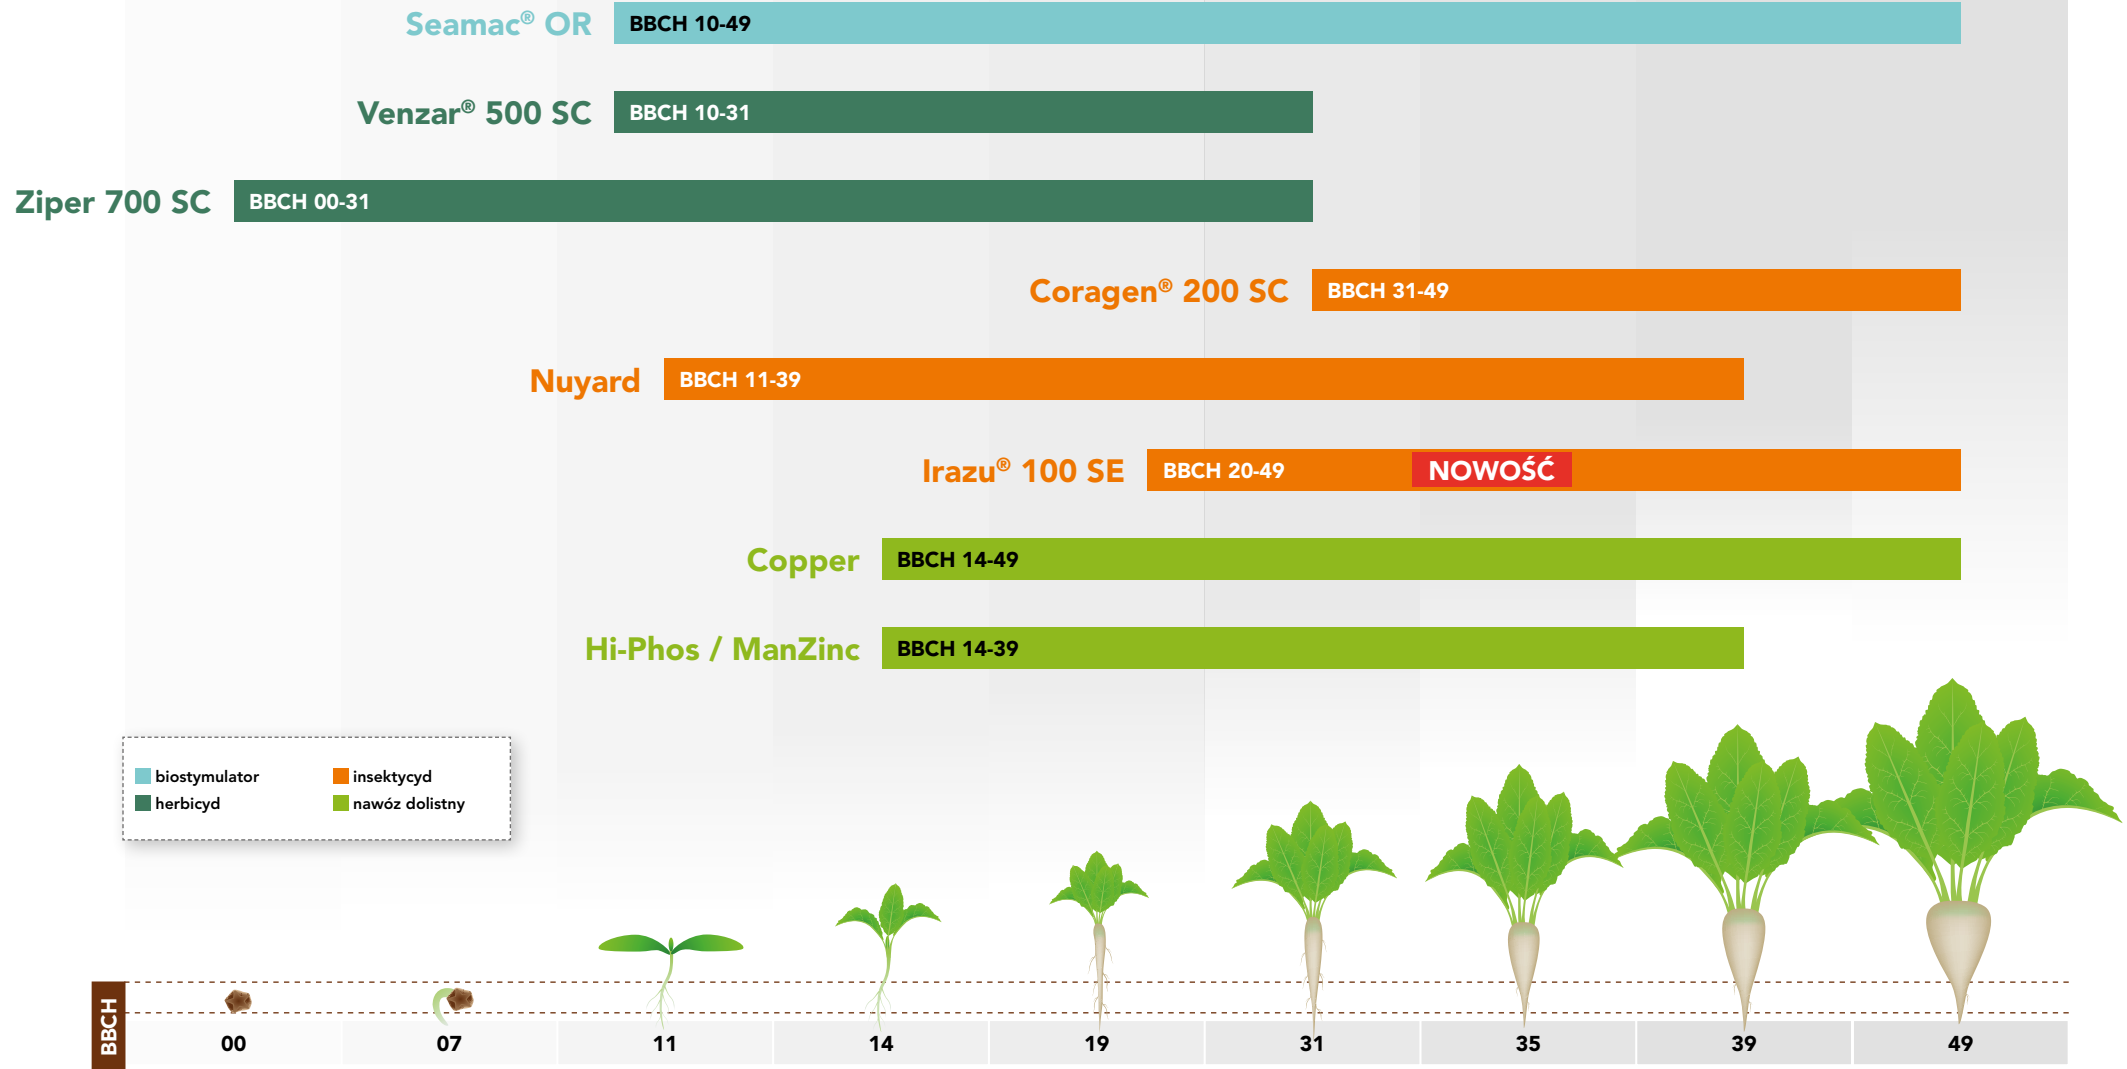 Seamac® OR BBCH 10-49
Venzar® 500 SC BBCH 10-31
Ziper 700 SC BBCH 00-31
Coragen® 200 SC BBCH 31-49
Nuyard BBCH 11-39
Irazu® 100 SE BBCH 20-49 NOWOŚĆ
Copper BBCH 14-49
Hi-Phos / ManZinc BBCH 14-39
biostymulator insektycyd
herbicyd nawóz dolistny
BBCH
00 07 11 14 19 31 35 39 49